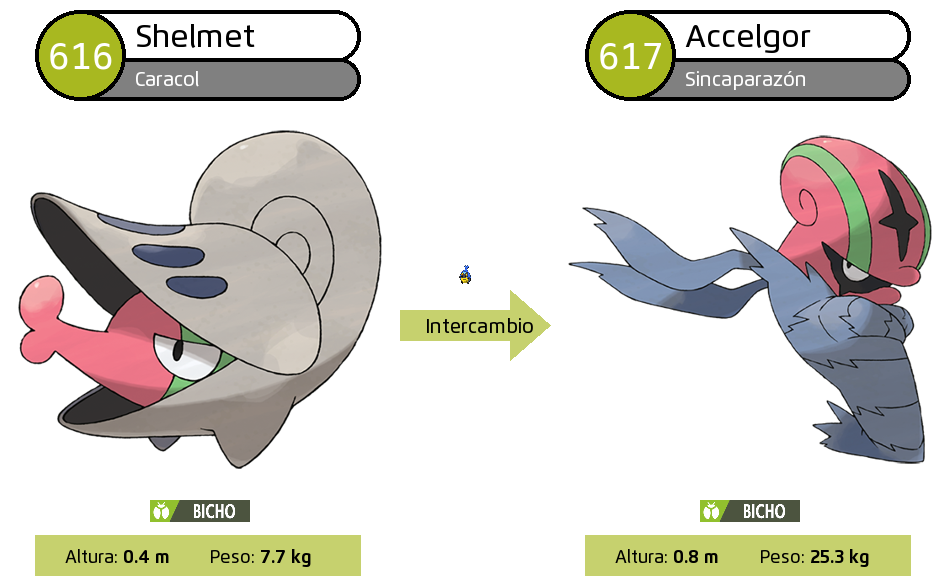 616 Shelmet
Caracol
617 Accelgor
Sincaparazón
Intercambio
BICHO
BICHO
Altura: 0.4 m Peso: 7.7 kg
Altura: 0.8 m Peso: 25.3 kg